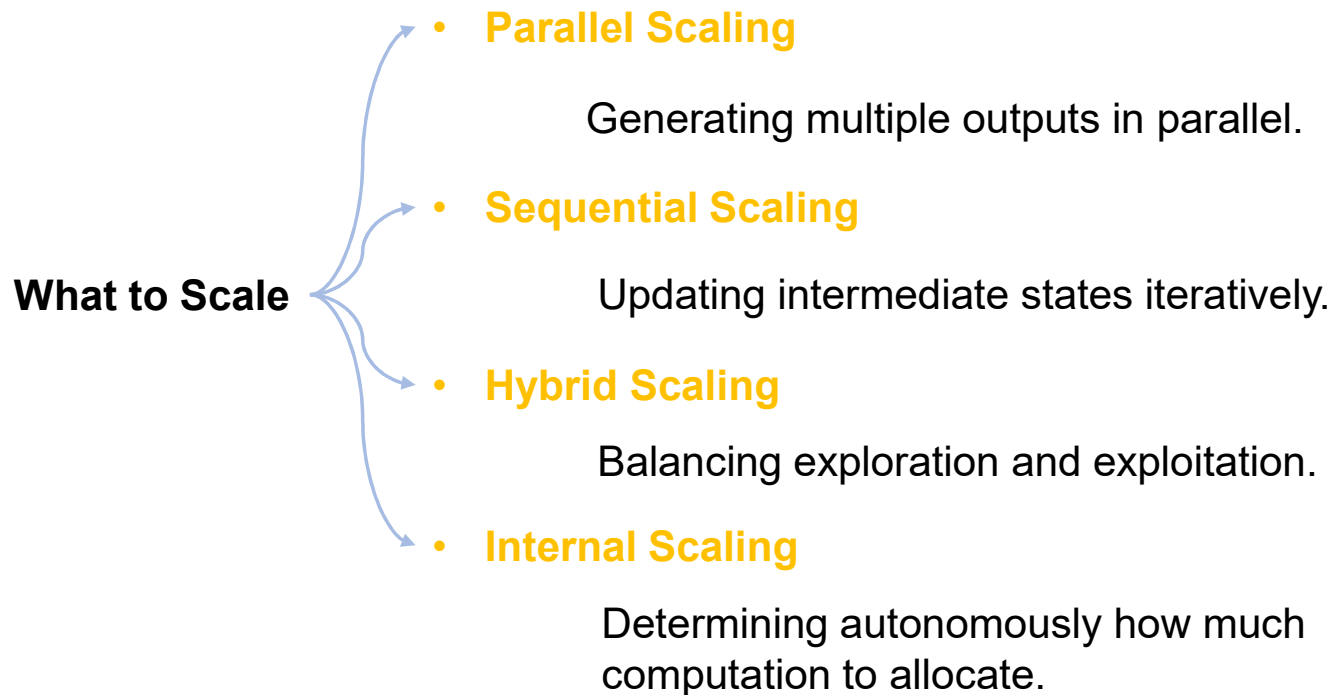 • Parallel Scaling
Generating multiple outputs in parallel.
• Sequential Scaling
What to Scale
Updating intermediate states iteratively.
• Hybrid Scaling
Balancing exploration and exploitation.
• Internal Scaling
Determining autonomously how much
computation to allocate.